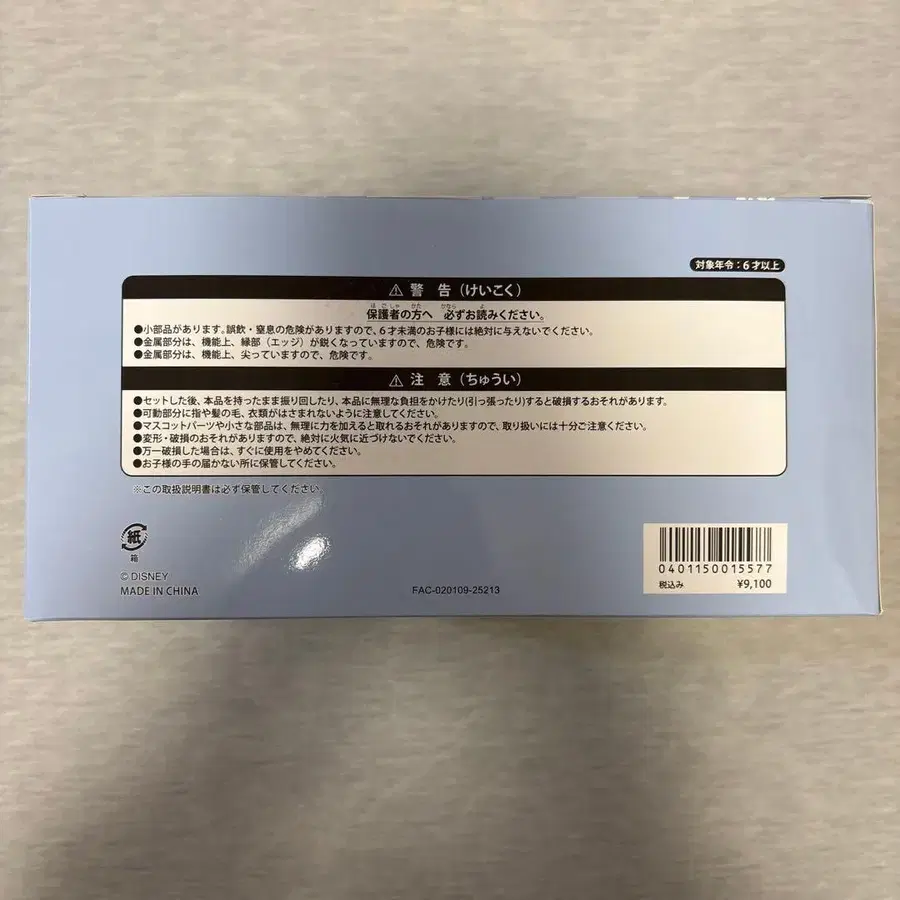 対象年令：6才以上
⚠ 警 告（けいこく）
ほごしゃ かた かなら よ
保護者の方へ 必ずお読みください。
●小部品があります。誤飲・窒息の危険がありますので、6才未満のお子様には絶対に与えないでください。
●金属部分は、機能上、縁部（エッジ）が鋭くなっていますので、危険です。
●金属部分は、機能上、尖っていますので、危険です。
⚠ 注 意（ちゅうい）
●セットした後、本品を持ったまま振り回したり、本品に無理な負担をかけたり(引っ張ったり)すると破損するおそれがあります。
●可動部分に指や髪の毛、衣類がはさまれないように注意してください。
●マスコットパーツや小さな部品は、無理に力を加えると取れるおそれがありますので、取り扱いには十分ご注意ください。
●変形・破損のおそれがありますので、絶対に火気に近づけないでください。
●万一破損した場合は、すぐに使用をやめてください。
●お子様の手の届かない所に保管してください。
※この取扱説明書は必ず保管してください。
紙
箱
© DISNEY
MADE IN CHINA
FAC-020109-25213
0401150015577
税込み ¥9,100